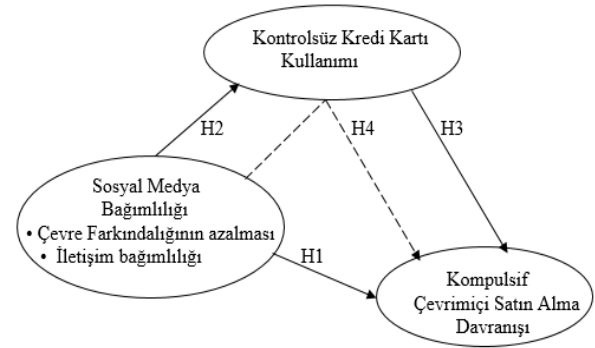 Kontrolsüz Kredi Kartı
Kullanımı
H2
H4
H3
Sosyal Medya
Bağımlılığı
• Çevre Farkındalığının azalması
• İletişim bağımlılığı
H1
Kompulsif
Çevrimiçi Satın Alma
Davranışı